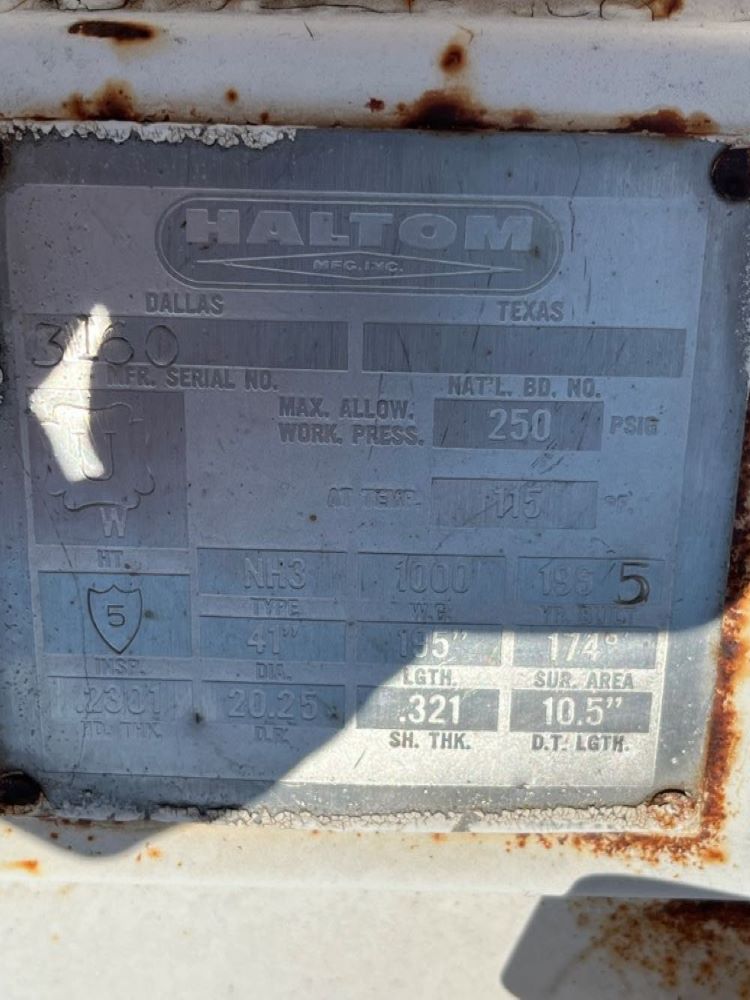 HALTOM
MFG. INC.
DALLAS TEXAS
3160
MFR. SERIAL NO. NAT'L. BD. NO.
MAX. ALLOW. WORK. PRESS. 250 PSIG
U
W
AT TEMP. 115 °F.
HT.
NH3 1000 1965
TYPE W.C. YR. BUILT
5
INSP.
41" 195" 174°
DIA. LGTH. SUR. AREA
.2301 20.25 .321 10.5"
HD. THK. D.R. SH. THK. D.T. LGTH.